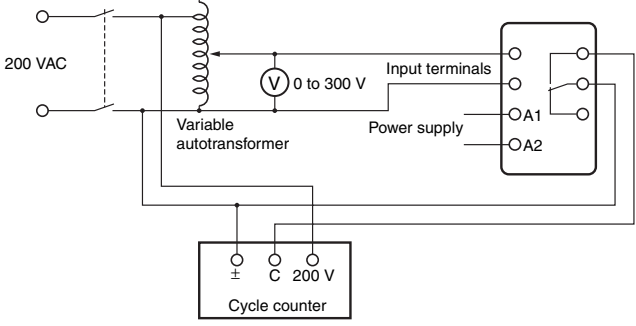 200 VAC
V
0 to 300 V
Input terminals
Variable
autotransformer
Power supply
A1
A2
± C 200 V
Cycle counter